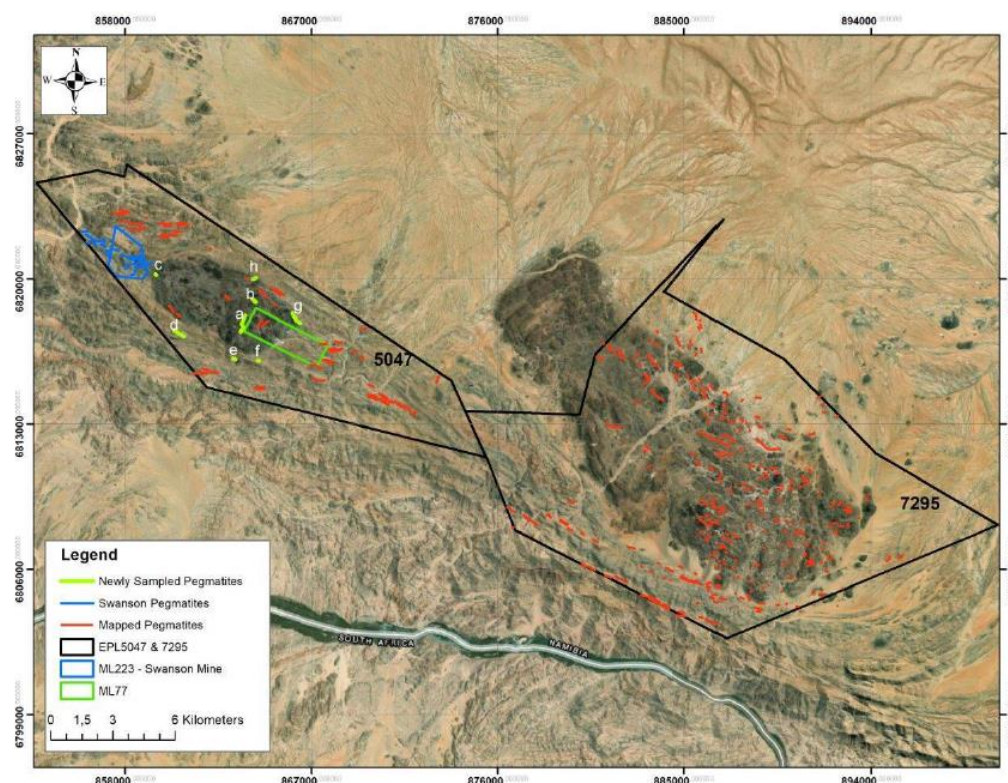 858000 867000 876000 885000 894000
N
W E
S
6827000
6820000
6813000
6806000
6799000
c
h
b
a
g
d
e
f
5047
7295
SOUTH AFRICA
NAMIBIA
Legend
Newly Sampled Pegmatites
Swanson Pegmatites
Mapped Pegmatites
EPL5047 & 7295
ML223 - Swanson Mine
ML77
0 1,5 3 6 Kilometers
858000 867000 876000 885000 894000